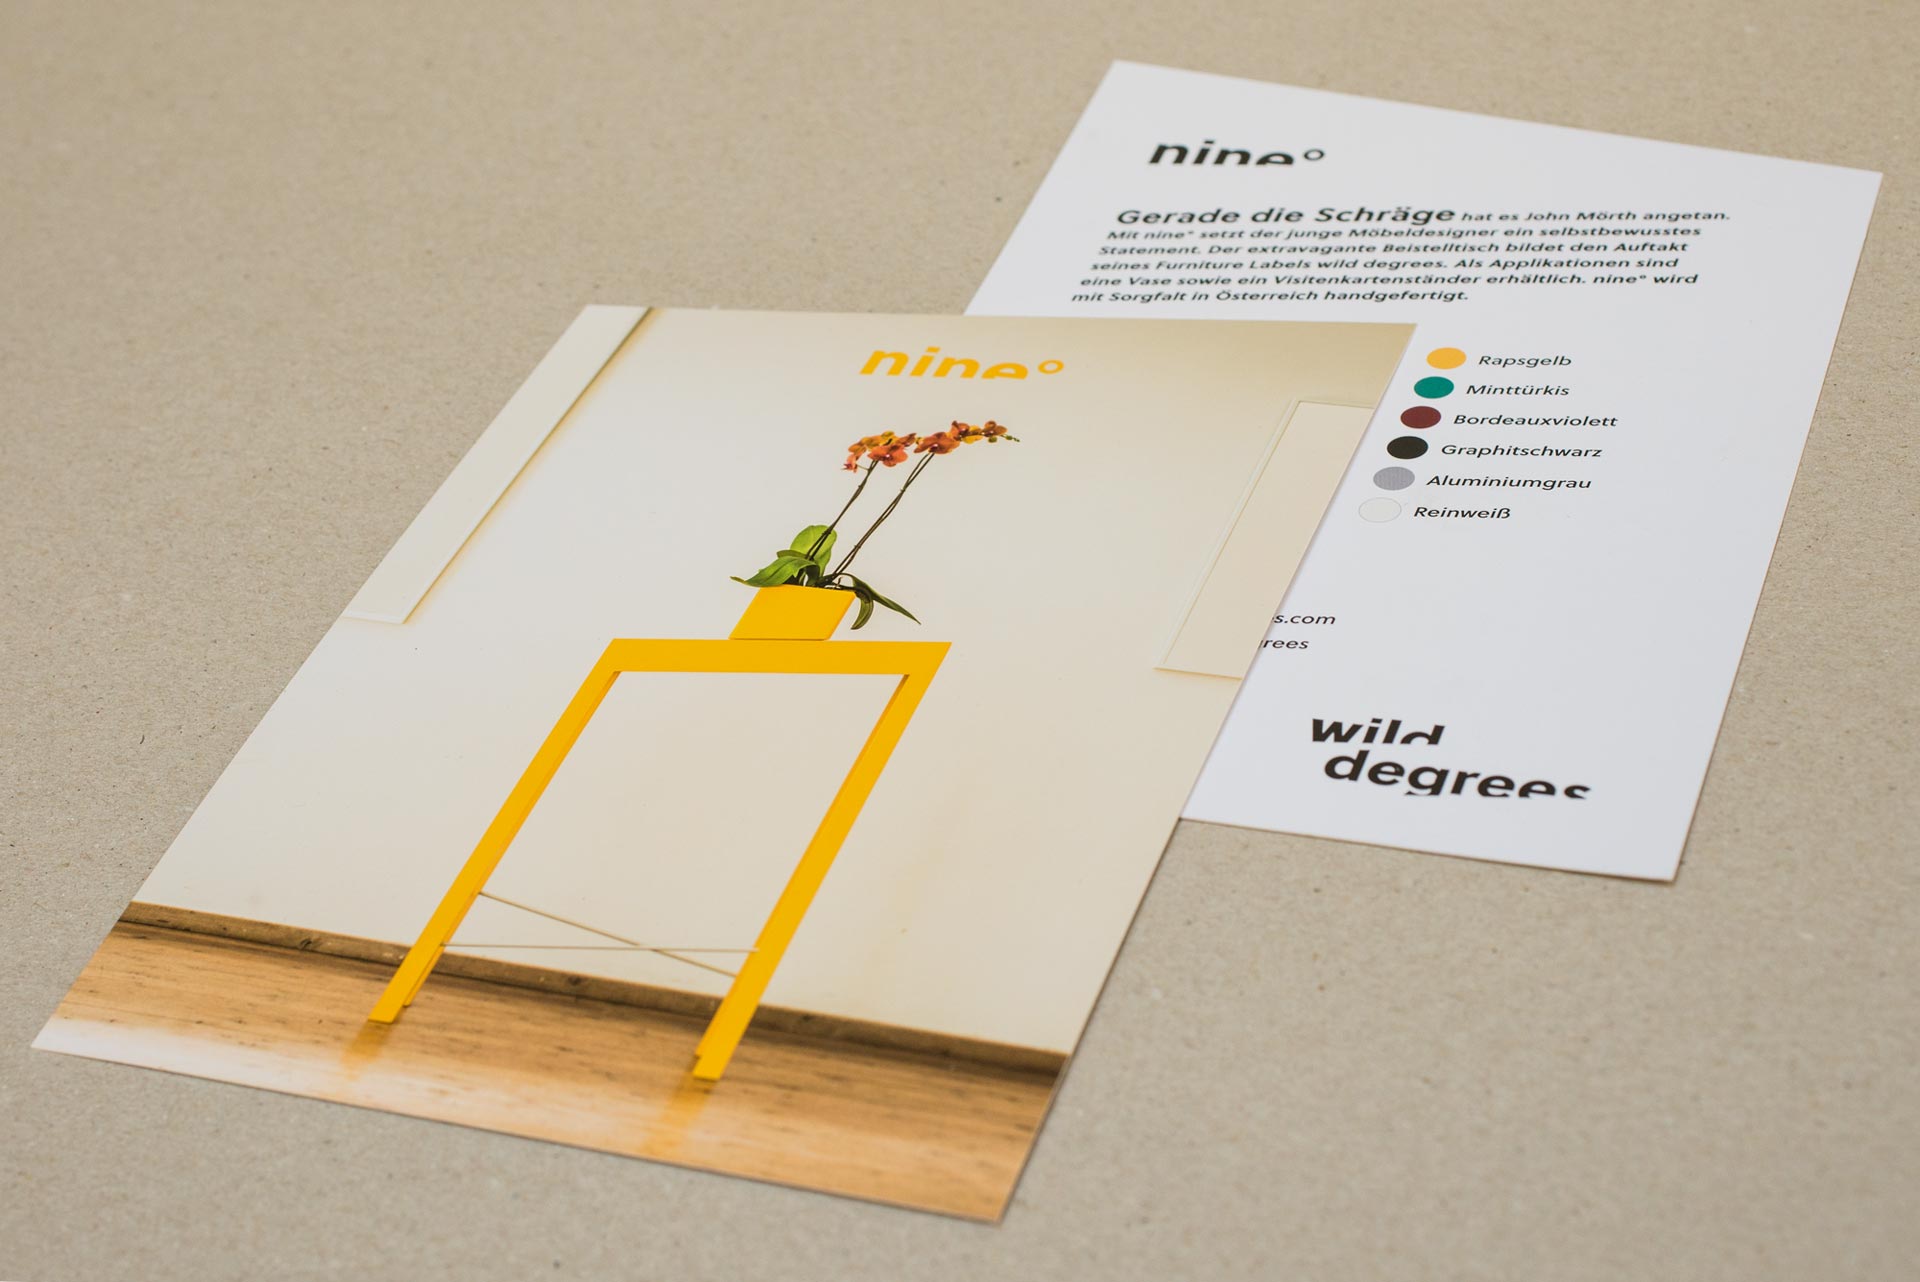 nine°
nine°
Gerade die Schräge hat es John Mörth angetan.
Mit nine° setzt der junge Möbeldesigner ein selbstbewusstes
Statement. Der extravagante Beistelltisch bildet den Auftakt
seines Furniture Labels wild degrees. Als Applikationen sind
eine Vase sowie ein Visitenkartenständer erhältlich. nine° wird
mit Sorgfalt in Österreich handgefertigt.
Rapsgelb
Minttürkis
Bordeauxviolett
Graphitschwarz
Aluminiumgrau
Reinweiß
s.com
rees
wild
degrees